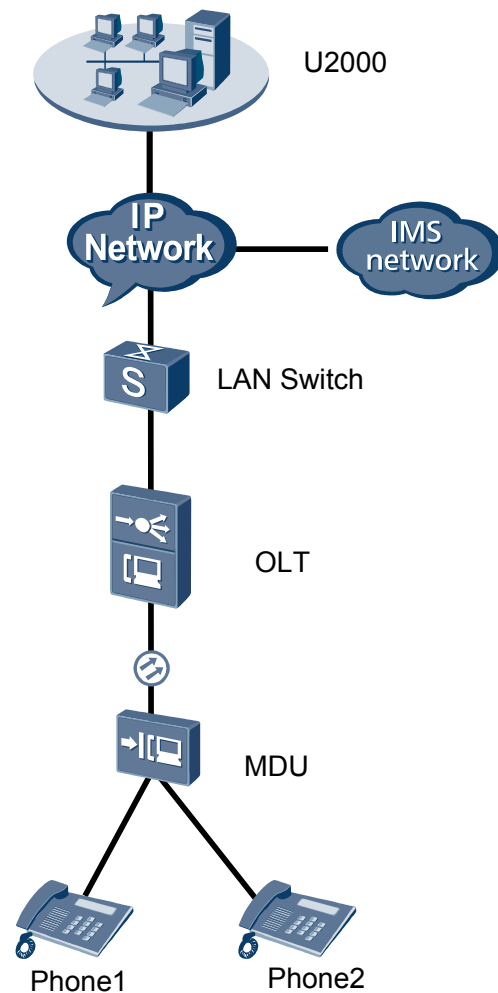 U2000
IP
Network
IMS
network
S
LAN Switch
OLT
MDU
Phone1
Phone2